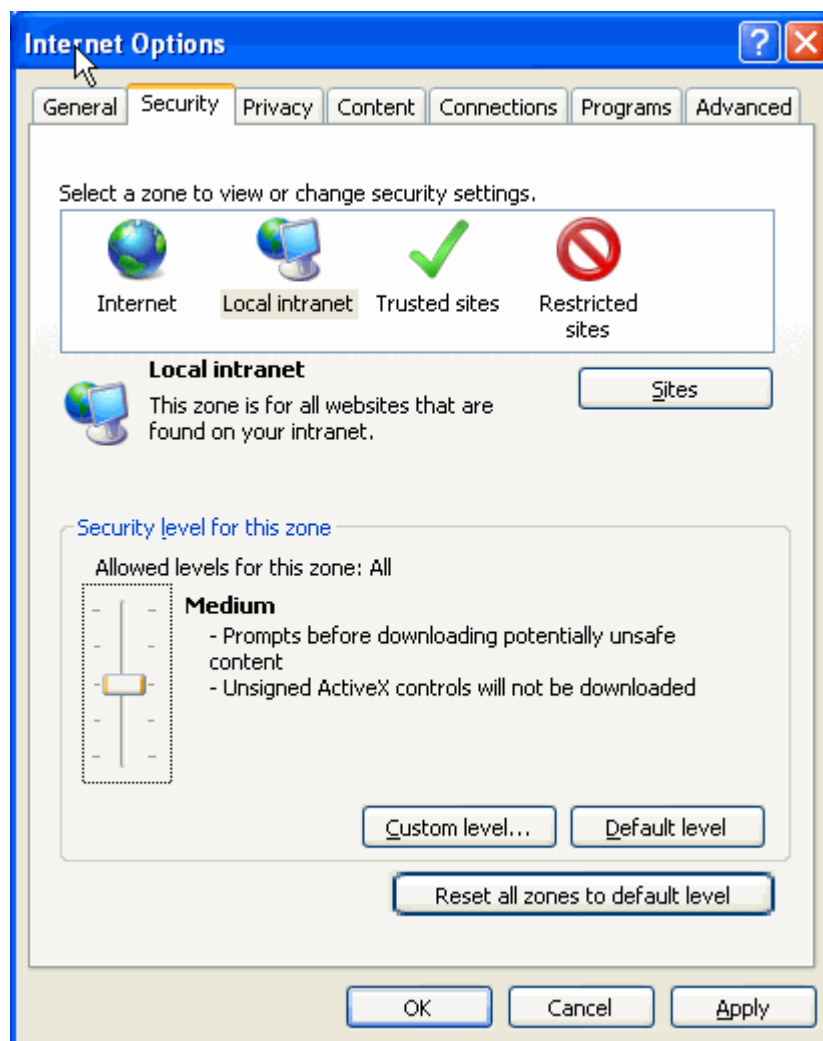 Internet Options
General Security Privacy Content Connections Programs Advanced
Select a zone to view or change security settings.
Internet Local intranet Trusted sites Restricted
sites
Local intranet
This zone is for all websites that are
found on your intranet.
Sites
Security level for this zone
Allowed levels for this zone: All
Medium
- Prompts before downloading potentially unsafe
content
- Unsigned ActiveX controls will not be downloaded
Custom level... Default level
Reset all zones to default level
OK Cancel Apply